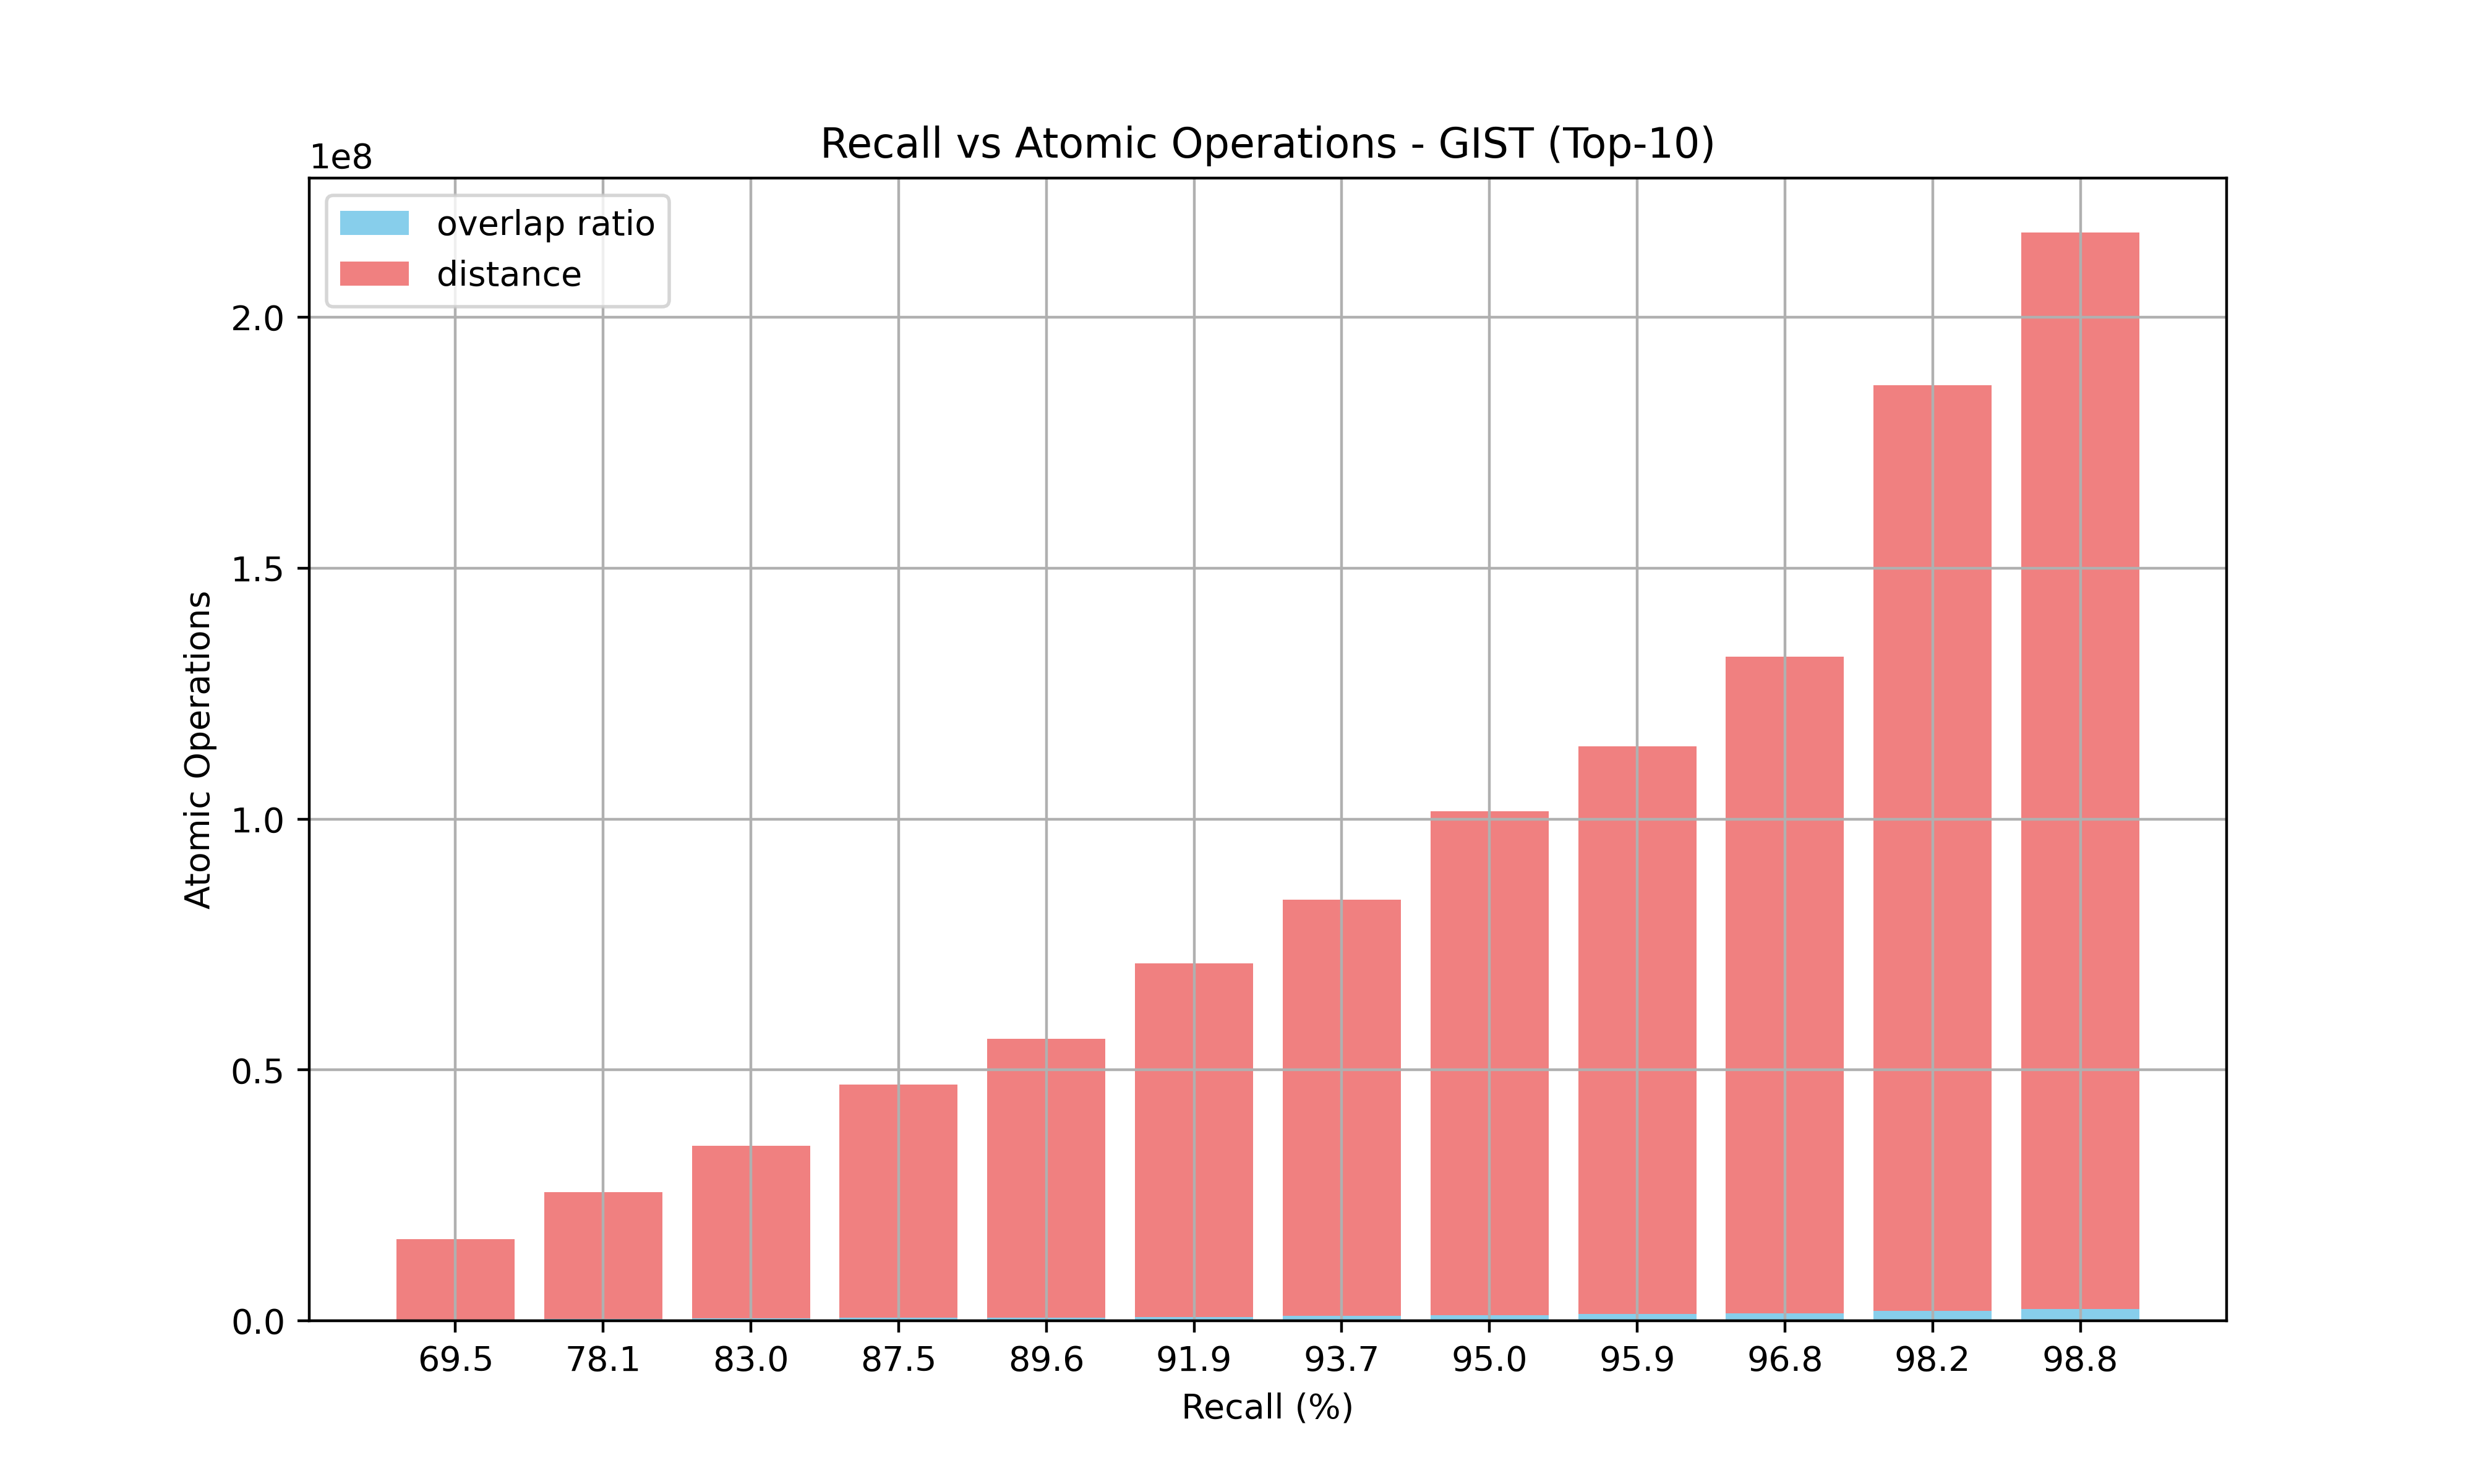 Recall vs Atomic Operations - GIST (Top-10)
1e8
overlap ratio
distance
2.0
1.5
1.0
0.5
0.0
Atomic Operations
69.5 78.1 83.0 87.5 89.6 91.9 93.7 95.0 95.9 96.8 98.2 98.8
Recall (%)